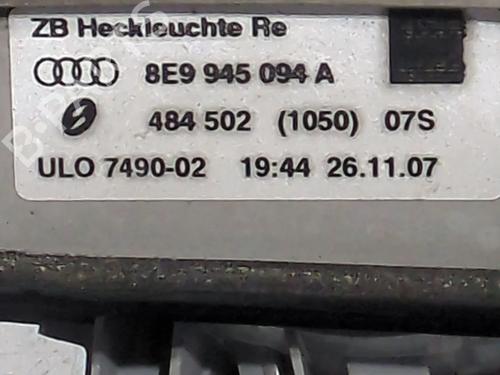 ZB Heckleuchte Re
8E9 945 094 A
484 502 (1050) 07S
ULO 7490-02 19:44 26.11.07